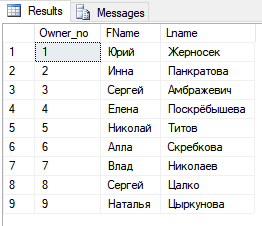 Results Messages
Owner_no FName Lname
1 1 Юрий Жерносек
2 2 Инна Панкратова
3 3 Сергей Амбражевич
4 4 Елена Поскрёбышева
5 5 Николай Титов
6 6 Алла Скребкова
7 7 Влад Николаев
8 8 Сергей Цалко
9 9 Наталья Цыркунова